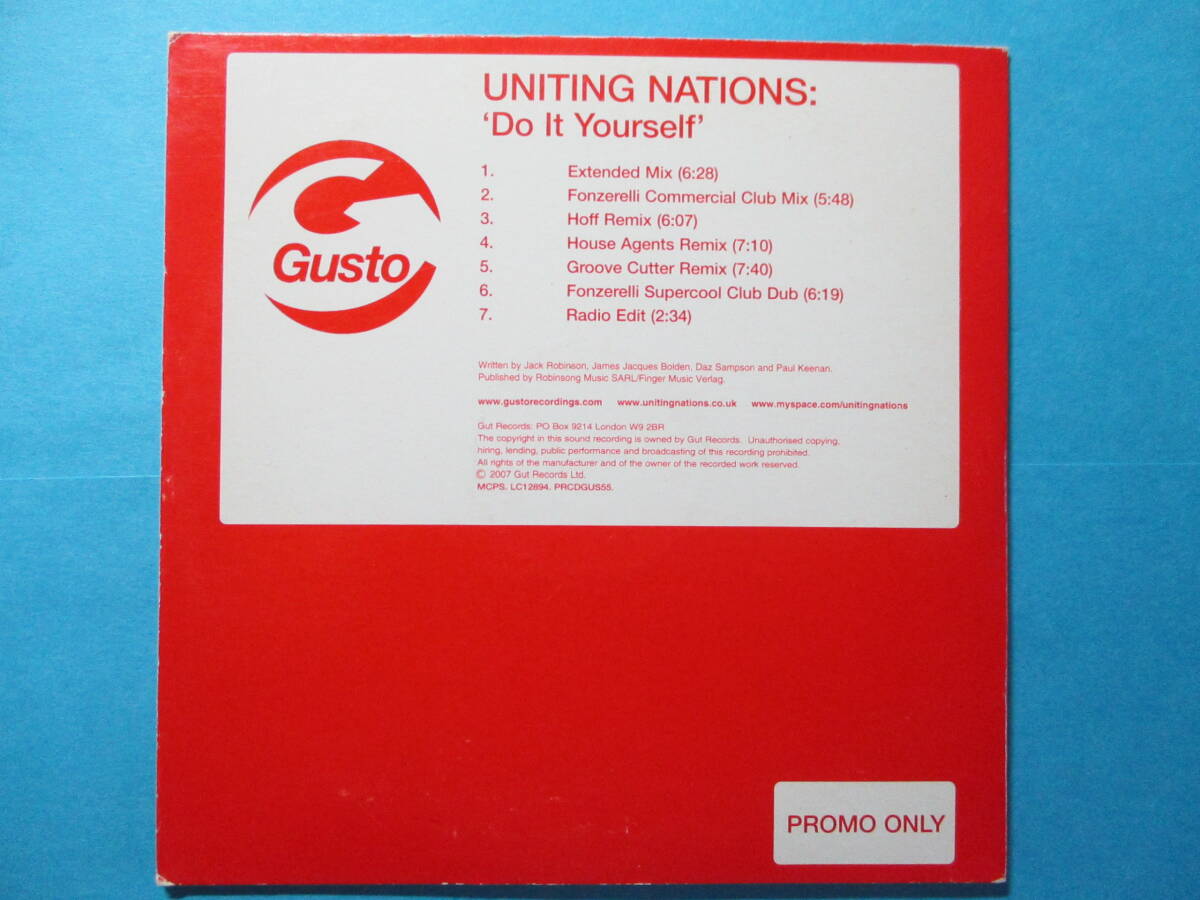 UNITING NATIONS:
‘Do It Yourself’
1. Extended Mix (6:28)
2. Fonzerelli Commercial Club Mix (5:48)
3. Hoff Remix (6:07)
4. House Agents Remix (7:10)
5. Groove Cutter Remix (7:40)
6. Fonzerelli Supercool Club Dub (6:19)
7. Radio Edit (2:34)
Gusto
Written by Jack Robinson, James Jacques Bolden, Daz Sampson and Paul Keenan.
Published by Robinsong Music SARL/Finger Music Verlag.
www.gustorecordings.com www.unitingnations.co.uk www.myspace.com/unitingnations
Gut Records: PO Box 9214 London W9 2BR
The copyright in this sound recording is owned by Gut Records. Unauthorised copying,
hiring, lending, public performance and broadcasting of this recording prohibited.
All rights of the manufacturer and of the owner of the recorded work reserved.
© 2007 Gut Records Ltd.
MCPS. LC12894. PRCDGUS55.
PROMO ONLY